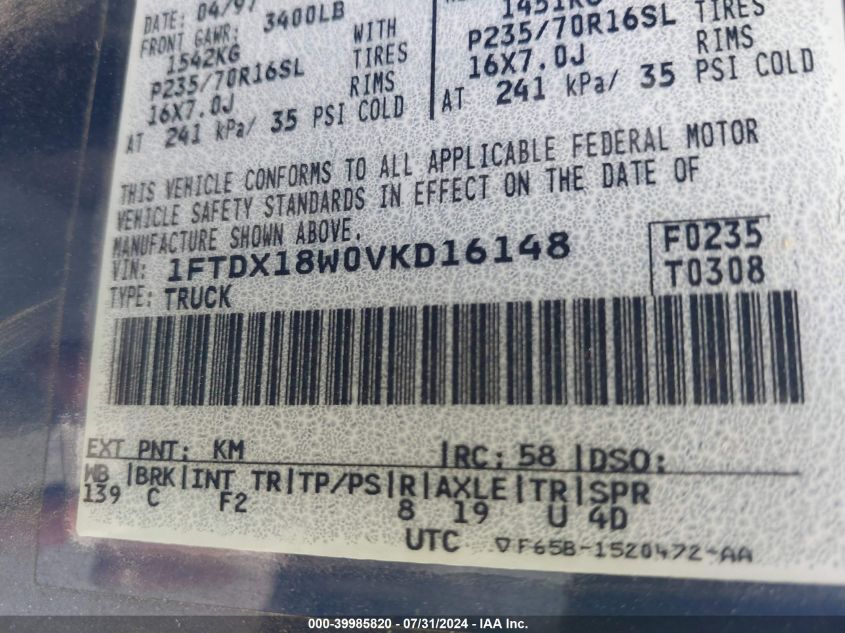 DATE: 04/97
FRONT GAWR: 3400LB
1542KG WITH
P235/70R16SL TIRES
16X7.0J RIMS
AT 241 kPa/ 35 PSI COLD
P235/70R16SL TIRES
16X7.0J RIMS
AT 241 kPa/ 35 PSI COLD
THIS VEHICLE CONFORMS TO ALL APPLICABLE FEDERAL MOTOR
VEHICLE SAFETY STANDARDS IN EFFECT ON THE DATE OF
MANUFACTURE SHOWN ABOVE.
VIN: 1FTDX18W0VKD16148
F0235
T0308
TYPE: TRUCK
EXT PNT: KM RC: 58 DSO:
WB BRK INT TR TP/PS R AXLE TR SPR
139 C F2 8 19 U 4D
UTC F65B-1520472-AA
000-39985820 - 07/31/2024 - IAA Inc.